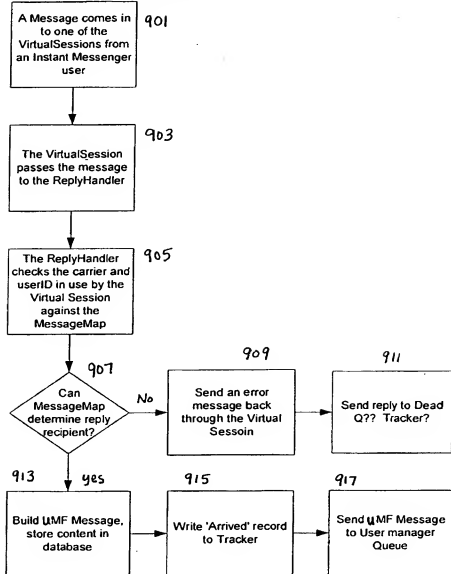 A Message comes in
to one of the
VirtualSessions from
an Instant Messenger
user
901
The VirtualSession
passes the message
to the ReplyHandler
903
The ReplyHandler
checks the carrier and
userID in use by the
Virtual Session
against the
MessageMap
905
907
Can
MessageMap
determine reply
recipient?
No
909
Send an error
message back
through the Virtual
Sessoin
911
Send reply to Dead
Q?? Tracker?
yes
913
Build UMF Message,
store content in
database
915
Write 'Arrived' record
to Tracker
917
Send UMF Message
to User manager
Queue